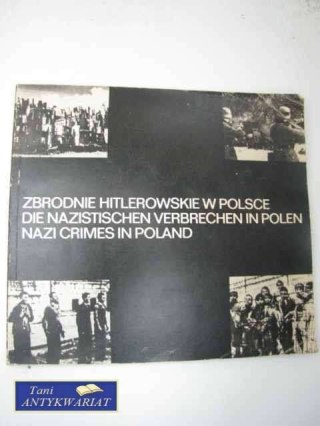 ZBRODNIE HITLEROWSKIE W POLSCE
DIE NAZISTISCHEN VERBRECHEN IN POLEN
NAZI CRIMES IN POLAND
Tani
ANTYKWARIAT